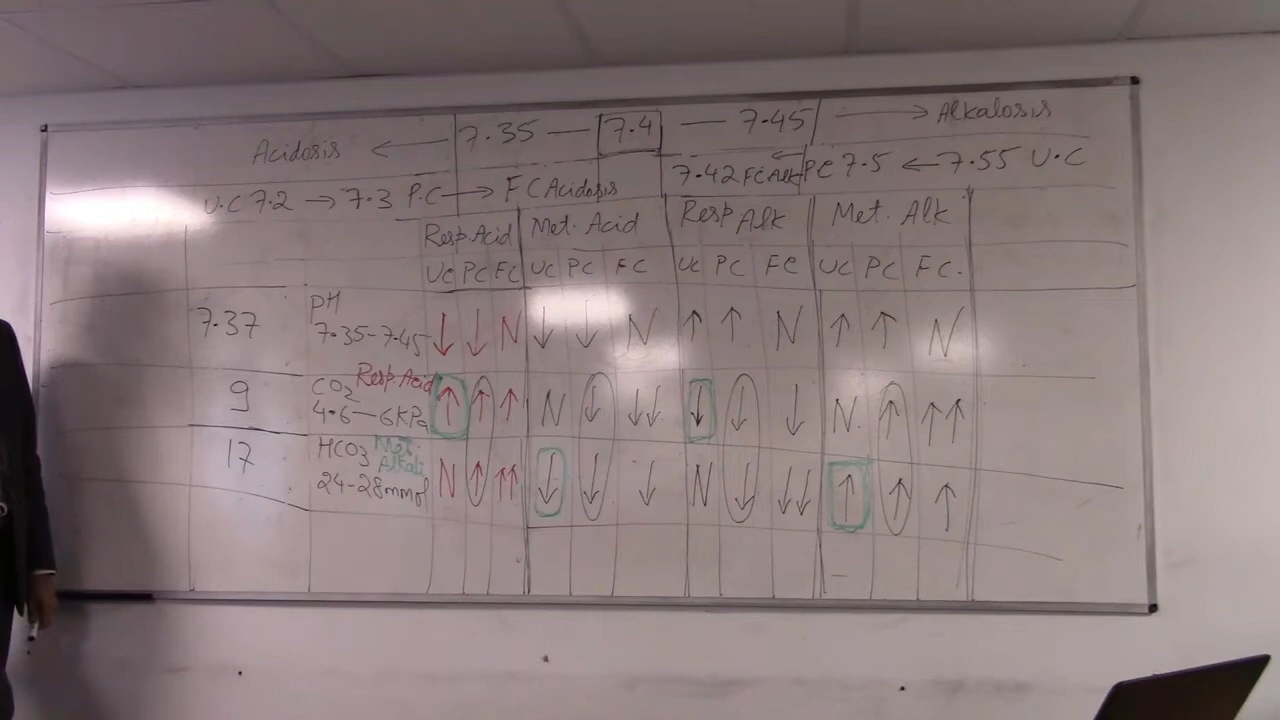 Acidosis ← 7.35 — 7.4 — 7.45 → Alkalosis
U.C 7.2 → 7.3 P.C → FC Acidosis 7.42 FC Alk ← PC 7.5 ← 7.55 U.C
Resp. Acid Met. Acid Resp Alk Met. Alk
UC PC FC UC PC FC UC PC FC UC PC FC.
7.37 PH
7.35-7.45 ↓ ↓ N ↓ ↓ N ↑ ↑ N ↑ ↑ N
9 CO2 Resp. Acid
4.6-6KPa ↑ ↑ ↑ N ↓ ↓↓ ↓ ↓ ↓ N. ↑ ↑↑
17 HCO3 Met.
Alkali
24-28mmol N ↑ ↑↑ ↓ ↓ ↓ N ↓ ↓↓ ↑ ↑ ↑